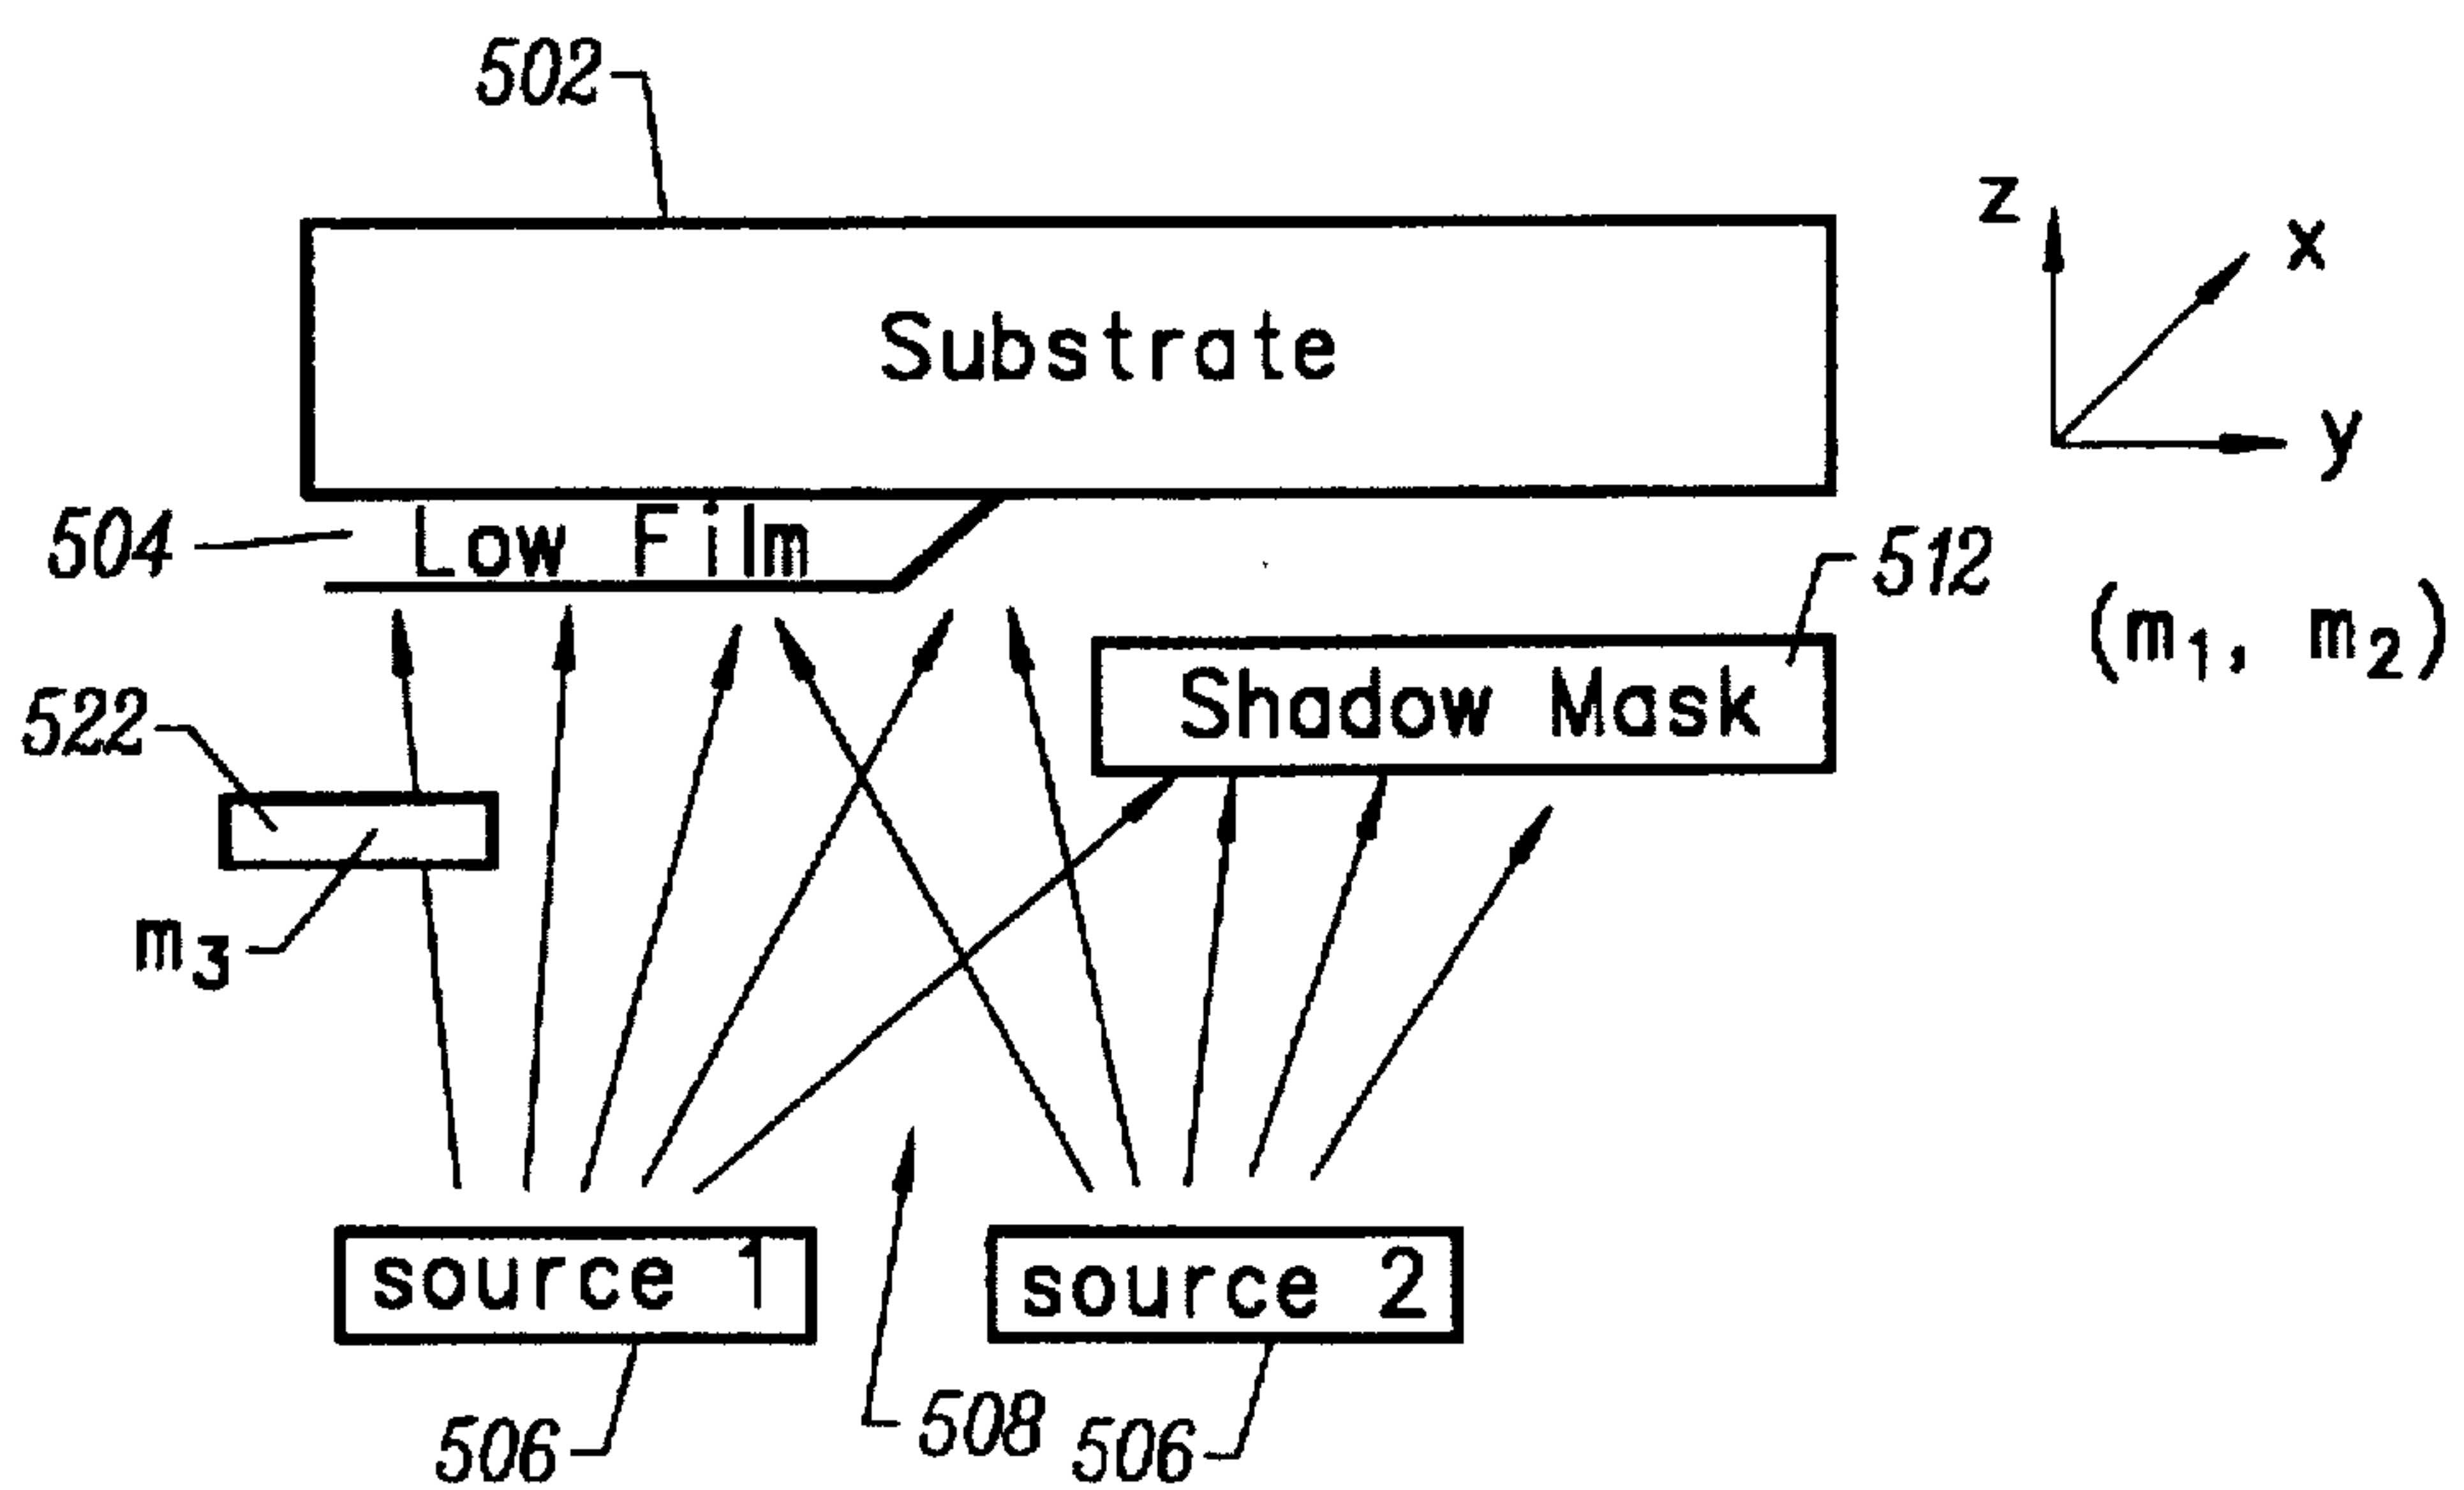 502
z
x
Substrate
y
504
Low Film
512
(m1, m2)
522
Shadow Mask
m3
source 1
source 2
506
508
506